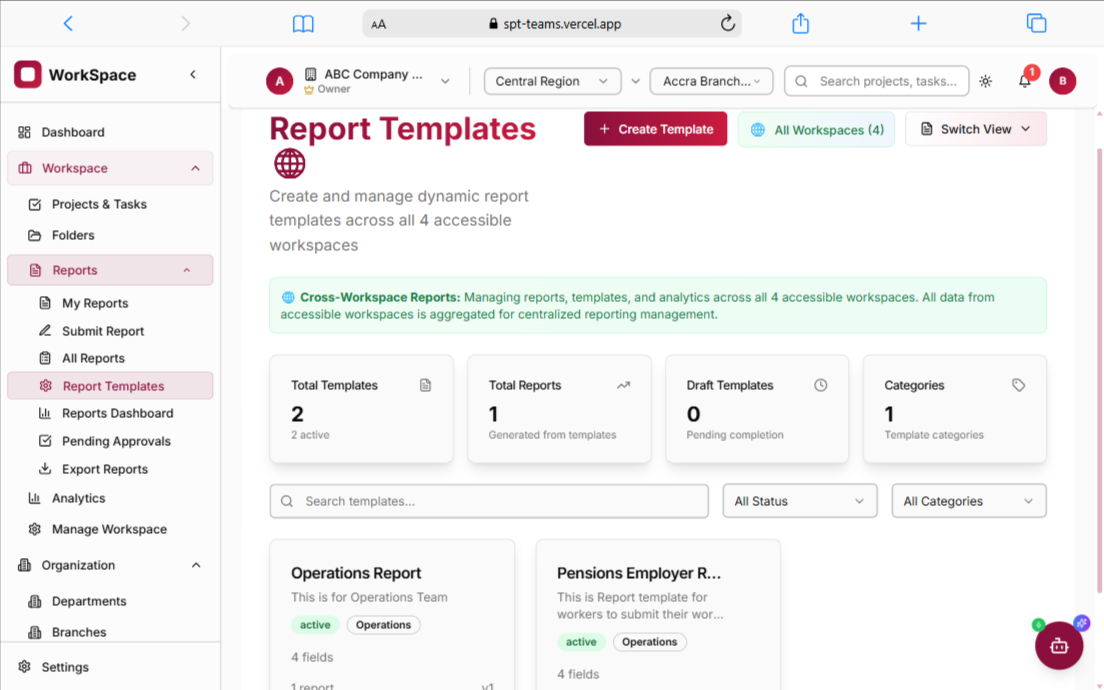 AA
spt-teams.vercel.app
WorkSpace
Dashboard
Workspace
Projects & Tasks
Folders
Reports
My Reports
Submit Report
All Reports
Report Templates
Reports Dashboard
Pending Approvals
Export Reports
Analytics
Manage Workspace
Organization
Departments
Branches
Settings
A
ABC Company ...
Owner
Central Region
Accra Branch...
Search projects, tasks...
1
B
Report Templates
Create and manage dynamic report
templates across all 4 accessible
workspaces
+ Create Template
All Workspaces (4)
Switch View
Cross-Workspace Reports: Managing reports, templates, and analytics across all 4 accessible workspaces. All data from
accessible workspaces is aggregated for centralized reporting management.
Total Templates
2
2 active
Total Reports
1
Generated from templates
Draft Templates
0
Pending completion
Categories
1
Template categories
Search templates...
All Status
All Categories
Operations Report
This is for Operations Team
active
Operations
4 fields
1 report
v1
Pensions Employer R...
This is Report template for
workers to submit their wor...
active
Operations
4 fields